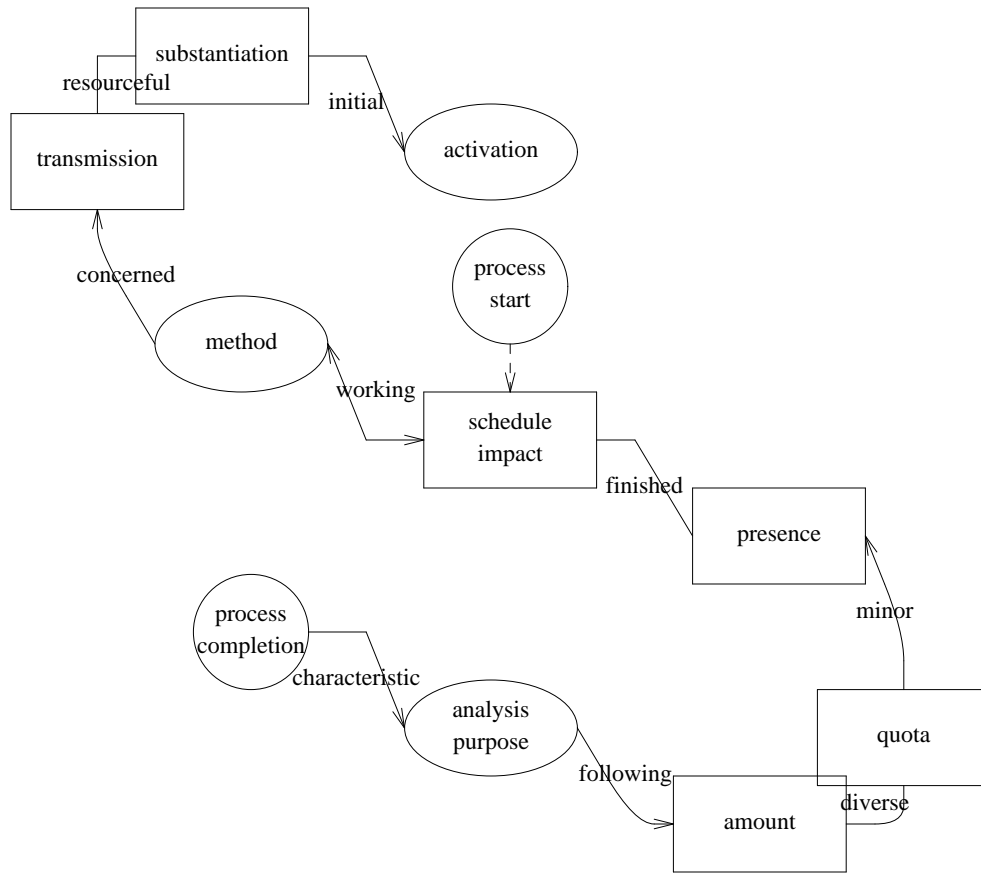 substantiation
resourceful
initial
activation
transmission
process
start
concerned
method
working
schedule
impact
finished
presence
process
completion
minor
characteristic
analysis
purpose
quota
following
diverse
amount